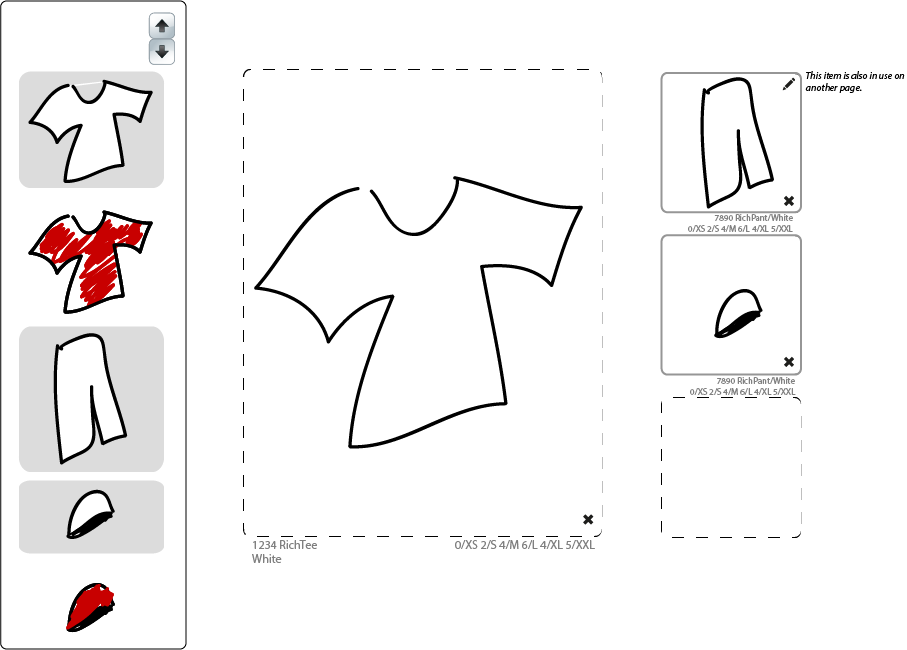 This item is also in use on
another page.
7890 RichPant/White
0/XS 2/S 4/M 6/L 4/XL 5/XXL
7890 RichPant/White
0/XS 2/S 4/M 6/L 4/XL 5/XXL
1234 RichTee
White
0/XS 2/S 4/M 6/L 4/XL 5/XXL